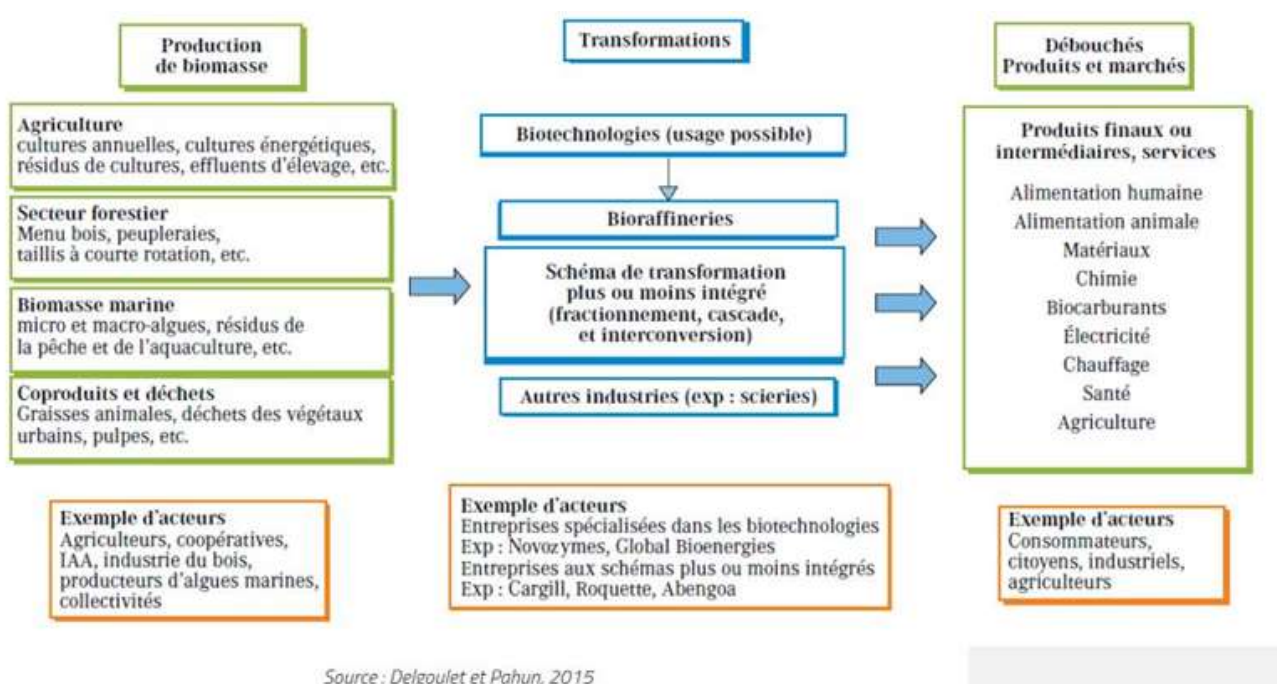 Production
de biomasse
Agriculture
cultures annuelles, cultures énergétiques,
résidus de cultures, effluents d'élevage, etc.
Secteur forestier
Menu bois, peupleraies,
taillis à courte rotation, etc.
Biomasse marine
micro et macro-algues, résidus de
la pêche et de l'aquaculture, etc.
Coproduits et déchets
Graisses animales, déchets des végétaux
urbains, pulpes, etc.
Exemple d'acteurs
Agriculteurs, coopératives,
IAA, industrie du bois,
producteurs d'algues marines,
collectivités
Transformations
Biotechnologies (usage possible)
Bioraffineries
Schéma de transformation
plus ou moins intégré
(fractionnement, cascade,
et interconversion)
Autres industries (exp : scieries)
Exemple d'acteurs
Entreprises spécialisées dans les biotechnologies
Exp : Novozymes, Global Bioenergies
Entreprises aux schémas plus ou moins intégrés
Exp : Cargill, Roquette, Abengoa
Débouchés
Produits et marchés
Produits finaux ou
intermédiaires, services
Alimentation humaine
Alimentation animale
Matériaux
Chimie
Biocarburants
Électricité
Chauffage
Santé
Agriculture
Exemple d'acteurs
Consommateurs,
citoyens, industriels,
agriculteurs
Source : Delgoulet et Pahun, 2015